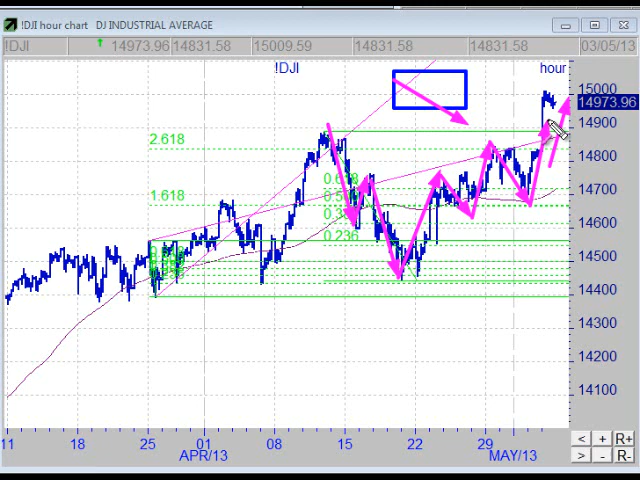 !DJI hour chart DJ INDUSTRIAL AVERAGE
!DJI 14973.96 14831.58 15009.59 14831.58 14831.58 03/05/13
!DJI hour
15000
14973.96
14900
14800
14700
14600
14500
14400
14300
14200
14100
2.618
1.618
0.236
11 18 25 01 08 15 22 29
APR/13 MAY/13
< + R+
> - R-